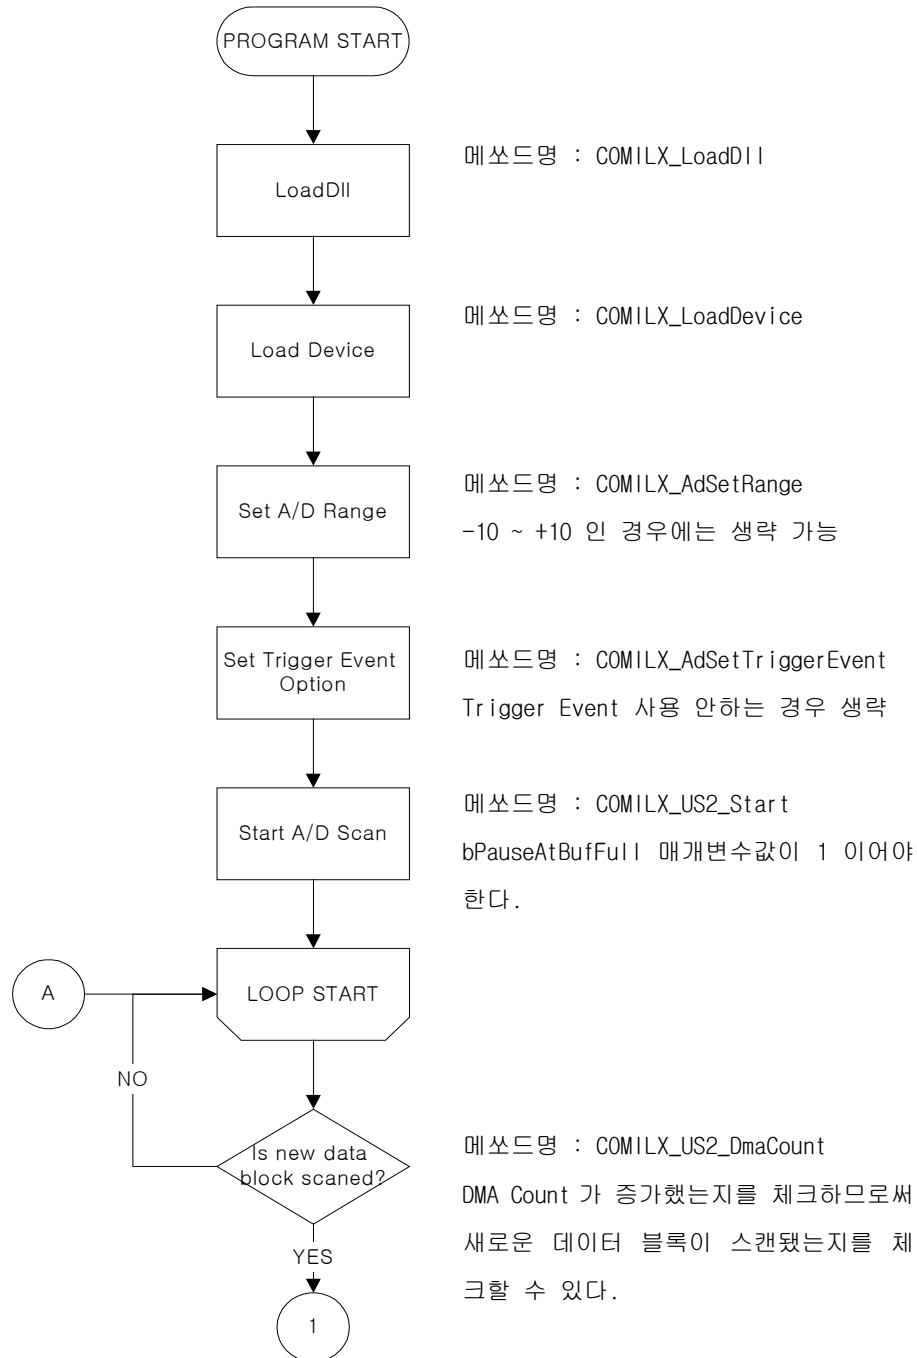 PROGRAM START
LoadDll
메쏘드명 : COMILX_LoadDll
Load Device
메쏘드명 : COMILX_LoadDevice
Set A/D Range
메쏘드명 : COMILX_AdSetRange
-10 ~ +10 인 경우에는 생략 가능
Set Trigger Event
Option
메쏘드명 : COMILX_AdSetTriggerEvent
Trigger Event 사용 안하는 경우 생략
Start A/D Scan
메쏘드명 : COMILX_US2_Start
bPauseAtBufFull 매개변수값이 1 이어야
한다.
A
LOOP START
NO
Is new data
block scaned?
메쏘드명 : COMILX_US2_DmaCount
DMA Count 가 증가했는지를 체크하므로써
새로운 데이터 블록이 스캔됐는지를 체
크할 수 있다.
YES
1